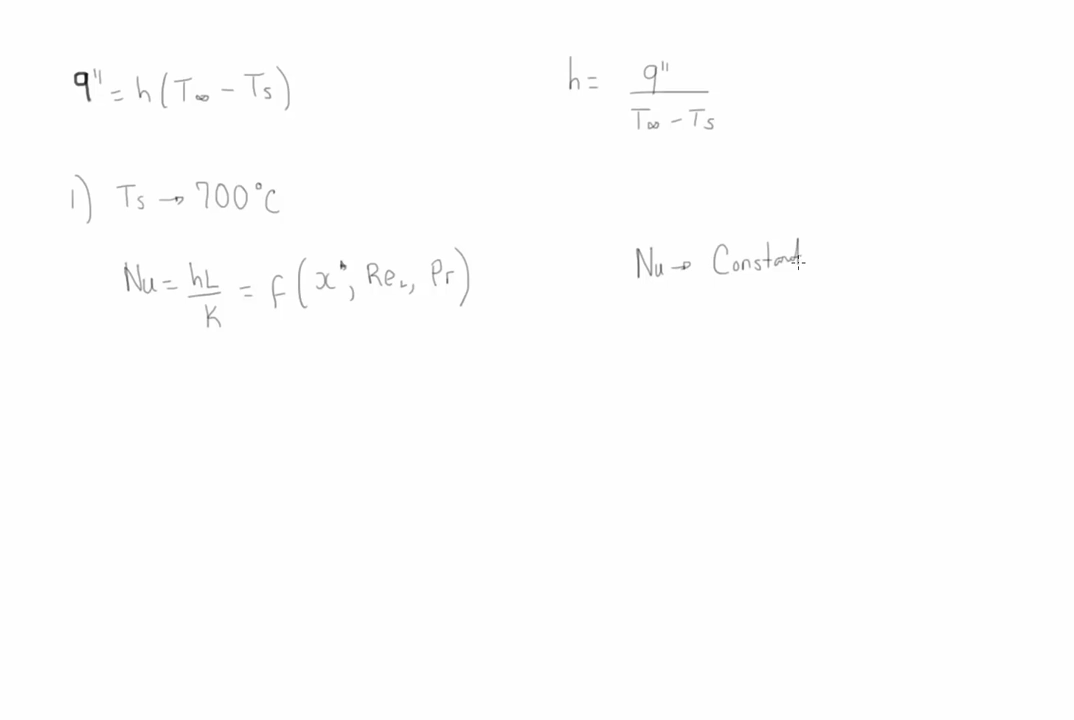 q" = h(T∞ - Ts)
h = q" / T∞ - Ts
1) Ts → 700°C
Nu = hL / K = f(x*, ReL, Pr)
Nu → Constant